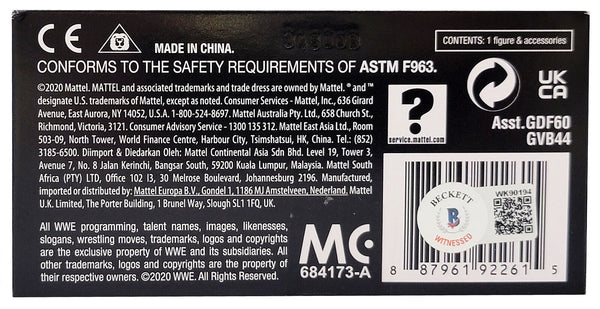 CE
MADE IN CHINA.
CONTENTS: 1 figure & accessories
CONFORMS TO THE SAFETY REQUIREMENTS OF ASTM F963.
©2020 Mattel. MATTEL and associated trademarks and trade dress are owned by Mattel. ® and ™
designate U.S. trademarks of Mattel, except as noted. Consumer Services - Mattel, Inc., 636 Girard
Avenue, East Aurora, NY 14052, U.S.A. 1-800-524-8697. Mattel Australia Pty. Ltd., 658 Church St.,
Richmond, Victoria, 3121. Consumer Advisory Service - 1300 135 312. Mattel East Asia Ltd., Room
503-09, North Tower, World Finance Centre, Harbour City, Tsimshatsui, HK, China. Tel.: (852)
3185-6500. Diimport & Diedarkan Oleh: Mattel Continental Asia Sdn Bhd. Level 19, Tower 3,
Avenue 7, No. 8 Jalan Kerinchi, Bangsar South, 59200 Kuala Lumpur, Malaysia. Mattel South
Africa (PTY) LTD, Office 102 I3, 30 Melrose Boulevard, Johannesburg 2196. Manufactured,
imported or distributed by: Mattel Europa B.V., Gondel 1, 1186 MJ Amstelveen, Nederland. Mattel
U.K. Limited, The Porter Building, 1 Brunel Way, Slough SL1 1FQ, UK.
All WWE programming, talent names, images, likenesses,
slogans, wrestling moves, trademarks, logos and copyrights
are the exclusive property of WWE and its subsidiaries. All
other trademarks, logos and copyrights are the property of
their respective owners. ©2020 WWE. All Rights Reserved.
MC
684173-A
?
service.mattel.com
UK
CA
Asst.GDF60
GVB44
BECKETT
B
WITNESSED
WK90194
8 87961 92261 5